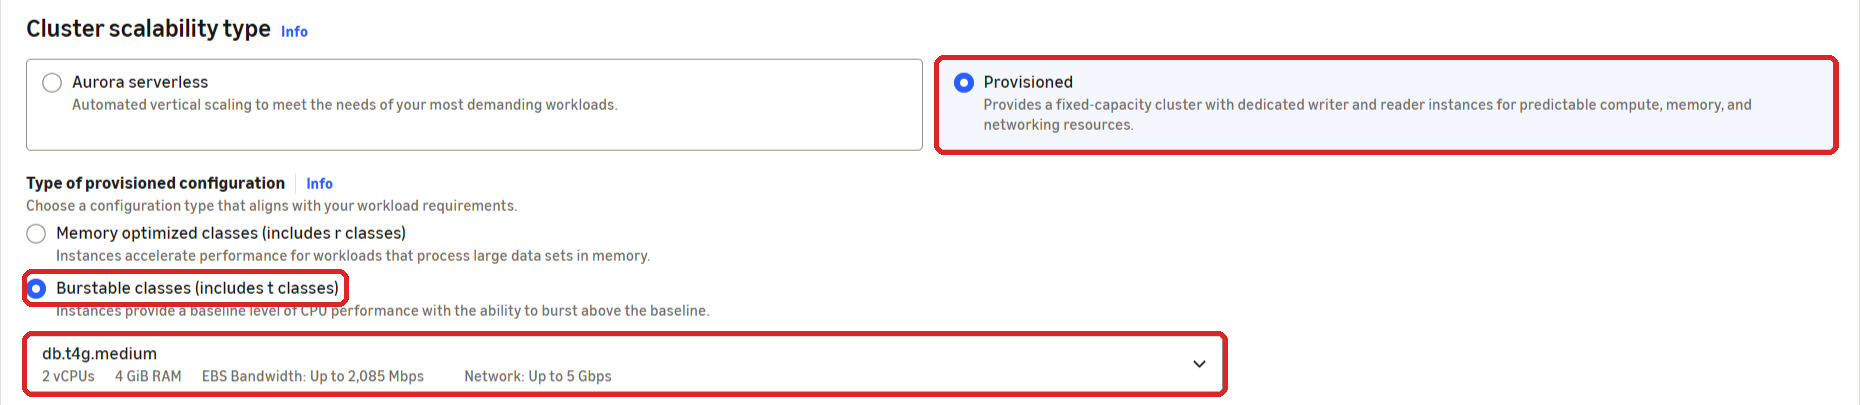 Cluster scalability type Info
Aurora serverless
Automated vertical scaling to meet the needs of your most demanding workloads.
Provisioned
Provides a fixed-capacity cluster with dedicated writer and reader instances for predictable compute, memory, and
networking resources.
Type of provisioned configuration Info
Choose a configuration type that aligns with your workload requirements.
Memory optimized classes (includes r classes)
Instances accelerate performance for workloads that process large data sets in memory.
Burstable classes (includes t classes)
Instances provide a baseline level of CPU performance with the ability to burst above the baseline.
db.t4g.medium
2 vCPUs 4 GiB RAM EBS Bandwidth: Up to 2,085 Mbps Network: Up to 5 Gbps